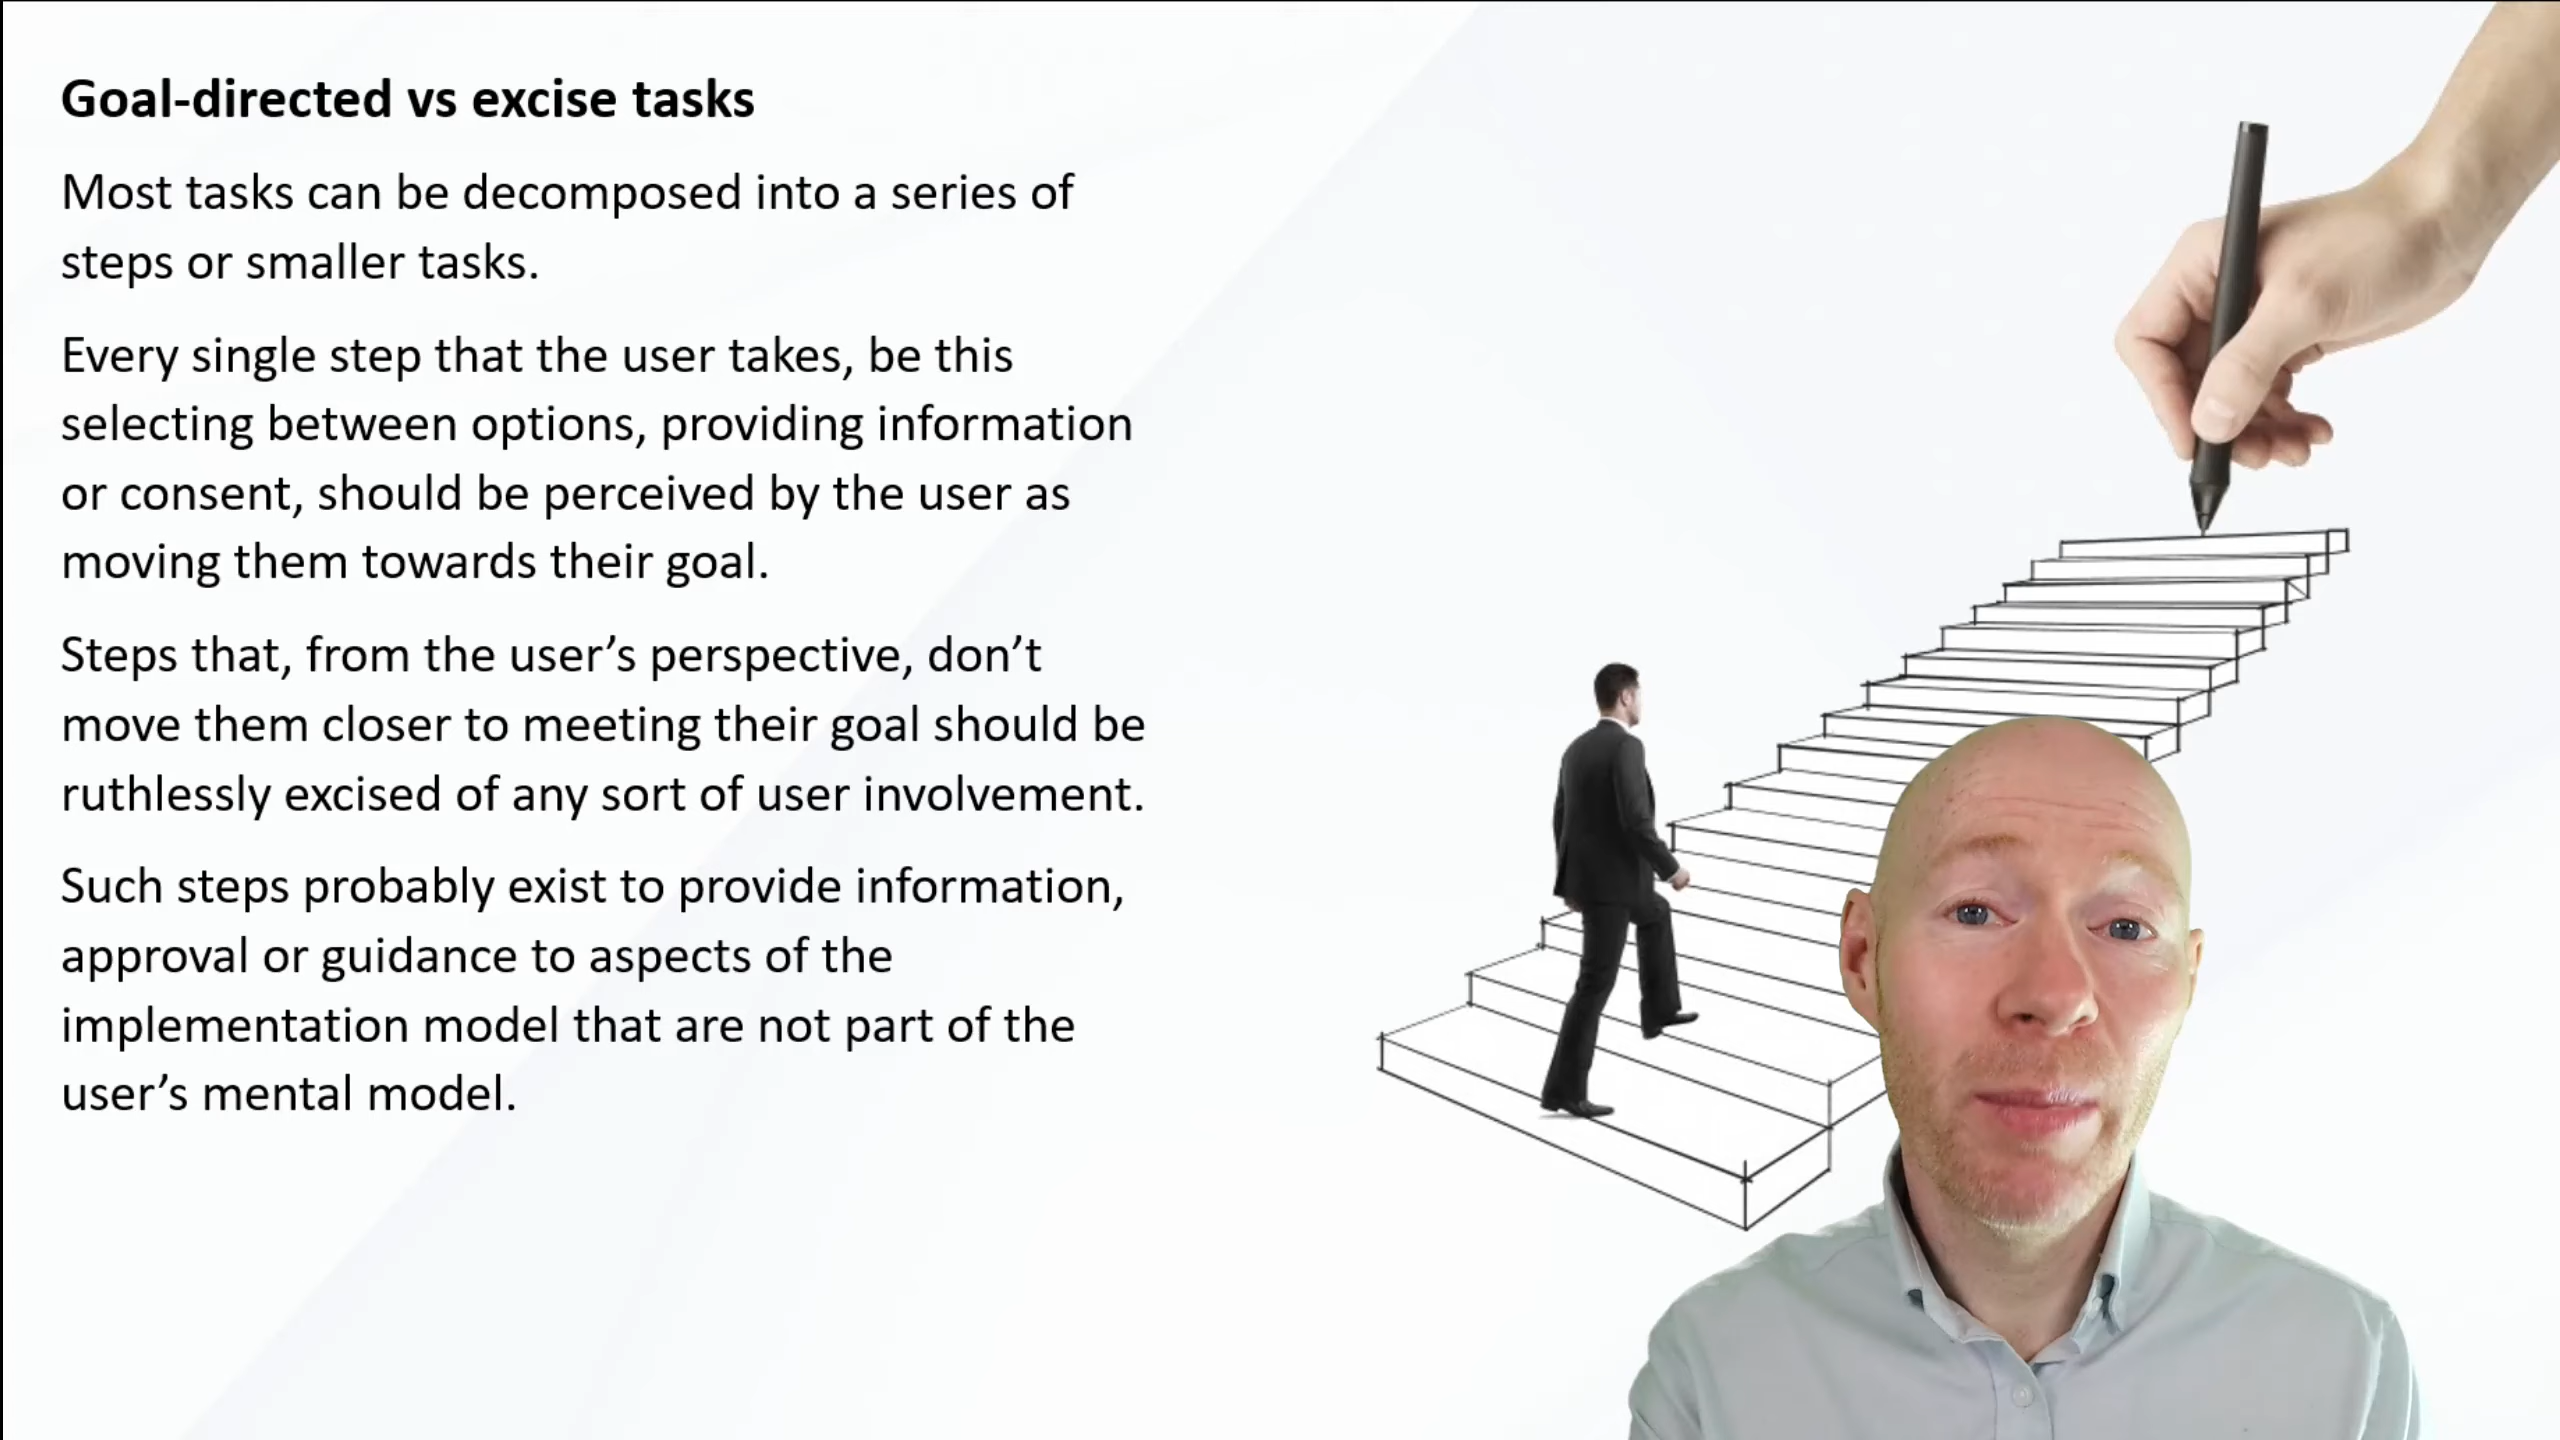 Goal-directed vs excise tasks
Most tasks can be decomposed into a series of
steps or smaller tasks.
Every single step that the user takes, be this
selecting between options, providing information
or consent, should be perceived by the user as
moving them towards their goal.
Steps that, from the user’s perspective, don’t
move them closer to meeting their goal should be
ruthlessly excised of any sort of user involvement.
Such steps probably exist to provide information,
approval or guidance to aspects of the
implementation model that are not part of the
user’s mental model.